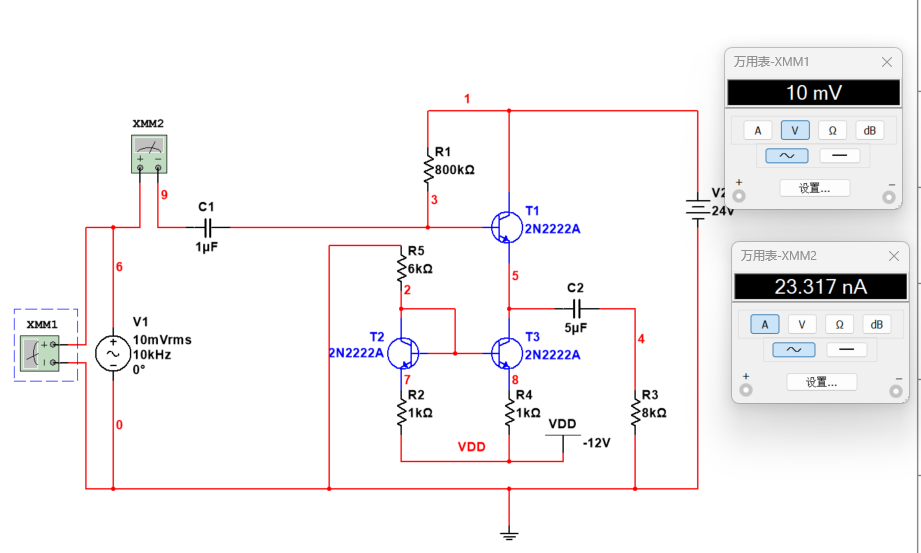 万用表-XMM1
10 mV
A V Ω dB
设置...
+ −
XMM2
+ −
9
1
R1
800kΩ
3
C1
1µF
T1
2N2222A
V2
24V
6
R5
6kΩ
2
5
C2
5µF
万用表-XMM2
23.317 nA
A V Ω dB
设置...
+ −
XMM1
V1
10mVrms
10kHz
0°
T2
2N2222A
T3
2N2222A
4
7
8
R2
1kΩ
R4
1kΩ
R3
8kΩ
0
VDD
VDD
-12V